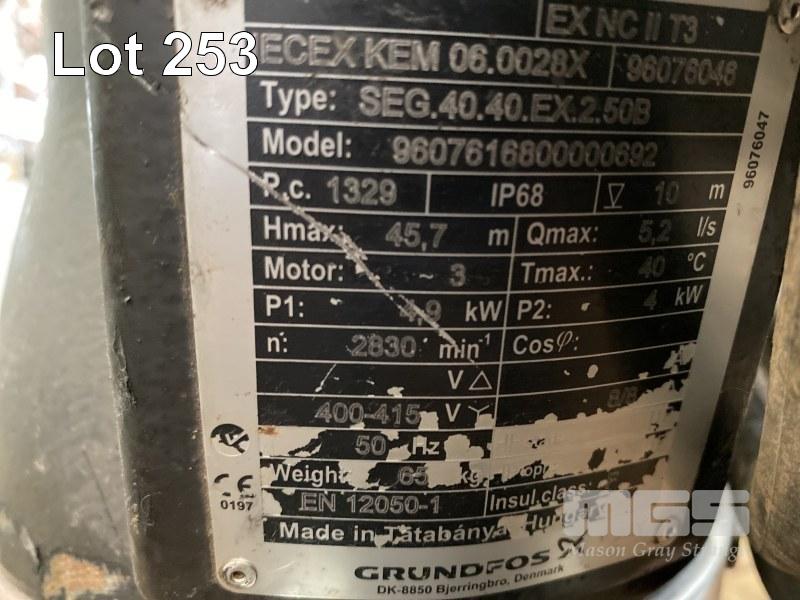 Lot 253
EX NC II T3
IECEX KEM 06.0028X 96076046
Type: SEG.40.40.EX.2.50B
Model: 9607616800000692
P.c. 1329 IP68 10 m
Hmax: 45,7 m Qmax: 5,2 l/s
Motor: ~ 3 Tmax.: 40 °C
P1: 4,9 kW P2: 4 kW
n: 2830 min⁻¹ Cosφ:
V △
400-415 V Y
50 Hz
Weight 65 kg
0197 EN 12050-1 Insul.class:
Made in Tatabánya Hungary
GRUNDFOS
DK-8850 Bjerringbro, Denmark
96076047
MGS
Mason Gray Strange